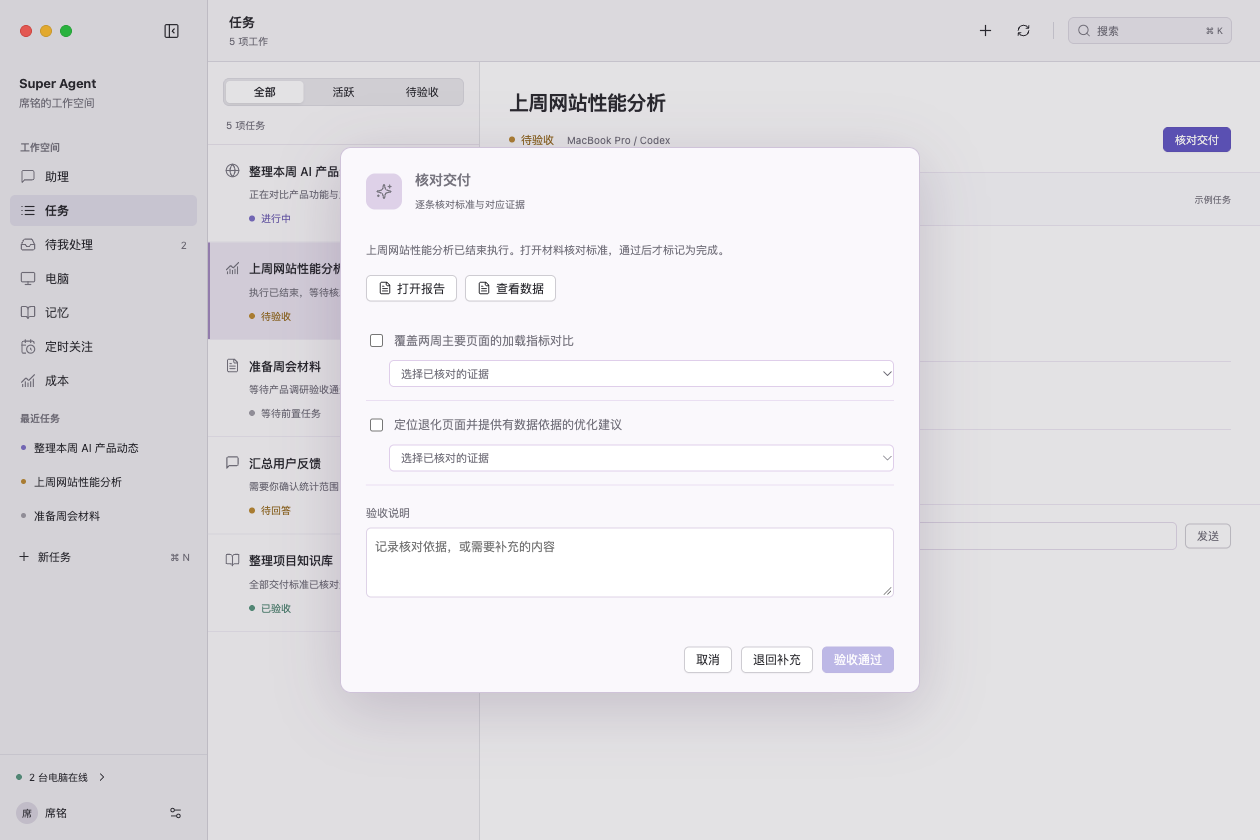 Super Agent
席铭的工作空间
工作空间
助理
任务
待我处理 2
电脑
记忆
定时关注
成本
最近任务
整理本周 AI 产品动态
上周网站性能分析
准备周会材料
新任务 ⌘ N
2 台电脑在线
席 席铭
任务
5 项工作
搜索 ⌘ K
全部 活跃 待验收
5 项任务
整理本周 AI 产品
正在对比产品功能与
进行中
上周网站性能分析
执行已结束，等待核
待验收
准备周会材料
等待产品调研验收通
等待前置任务
汇总用户反馈
需要你确认统计范围
待回答
整理项目知识库
全部交付标准已核对
已验收
上周网站性能分析
待验收 MacBook Pro / Codex
核对交付
示例任务
发送
核对交付
逐条核对标准与对应证据
上周网站性能分析已结束执行。打开材料核对标准，通过后才标记为完成。
打开报告 查看数据
覆盖两周主要页面的加载指标对比
选择已核对的证据
定位退化页面并提供有数据依据的优化建议
选择已核对的证据
验收说明
记录核对依据，或需要补充的内容
取消 退回补充 验收通过